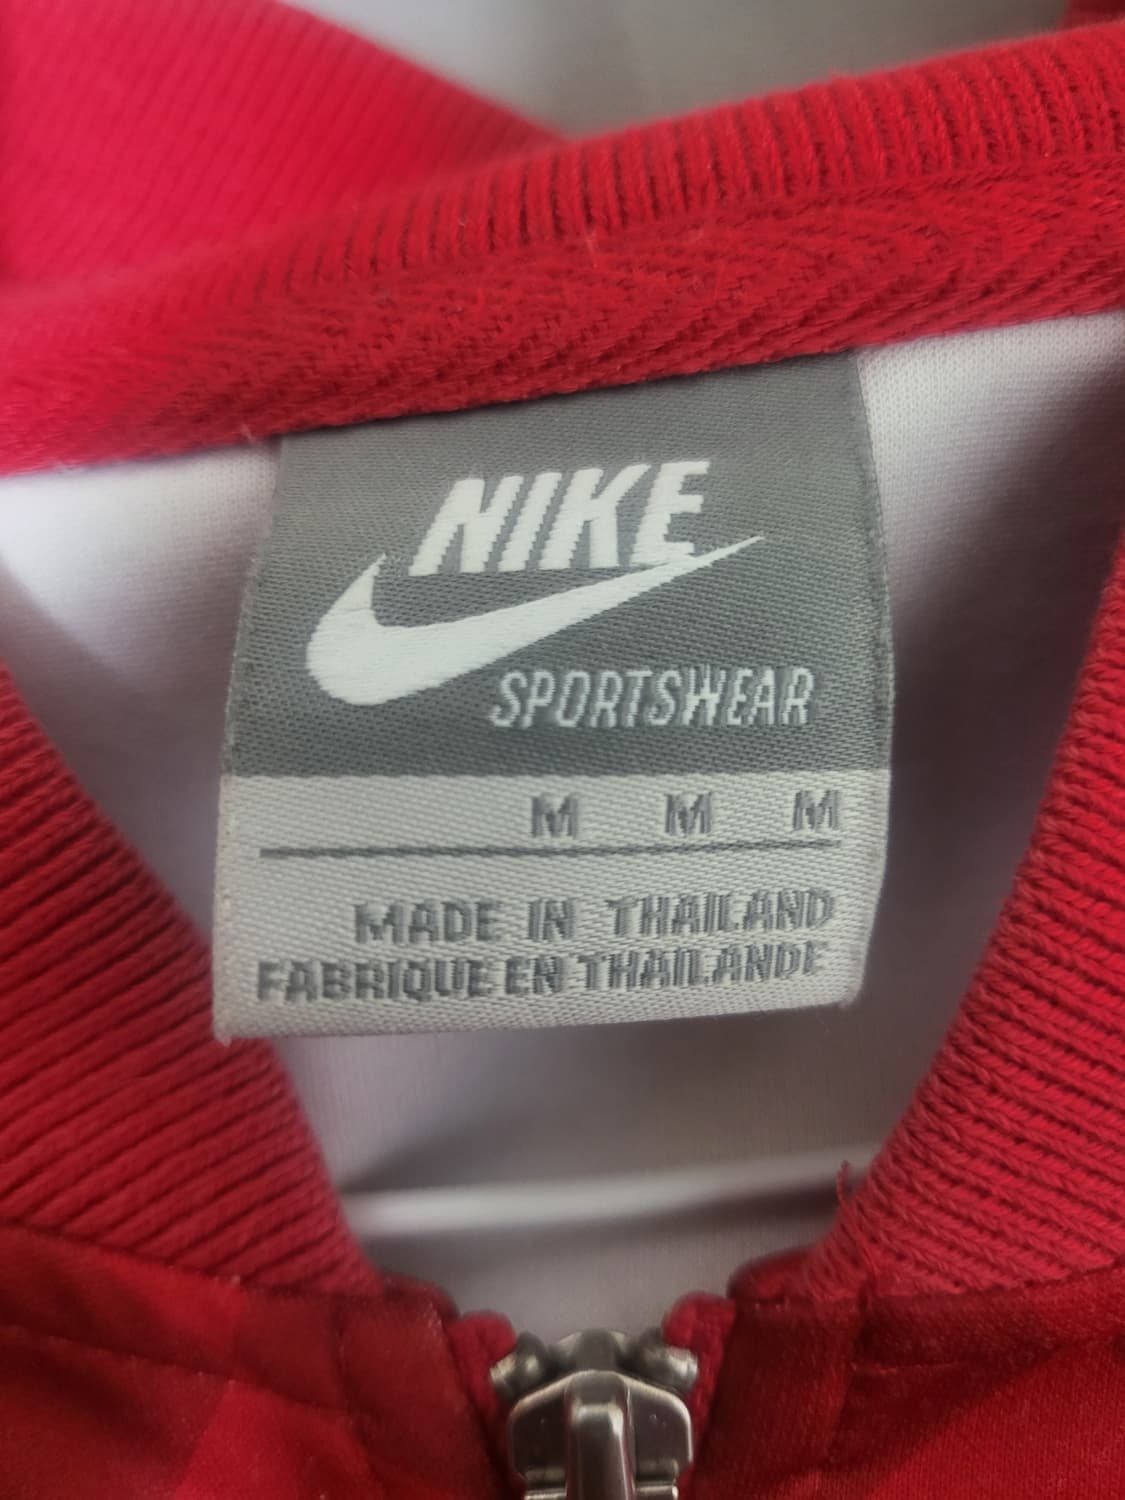 NIKE
SPORTSWEAR
M M M
MADE IN THAILAND
FABRIQUE EN THAILANDE